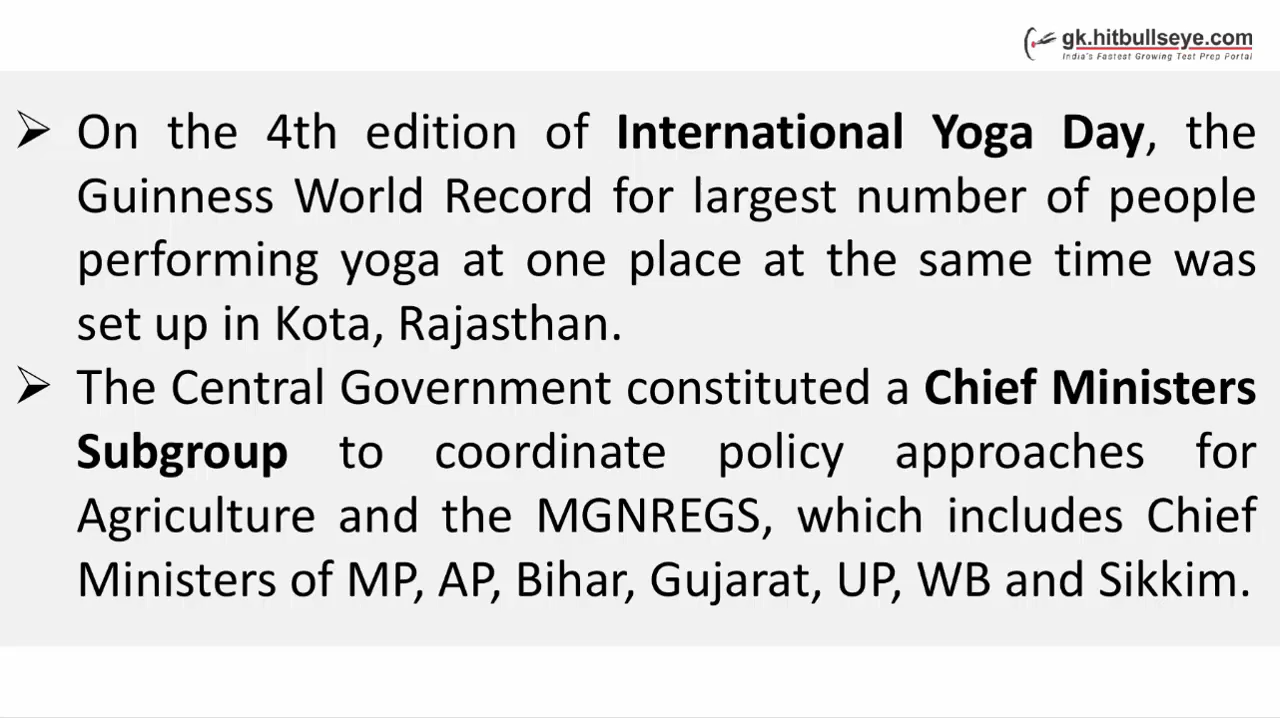 gk.hitbullseye.com
India's Fastest Growing Test Prep Portal
➢ On the 4th edition of International Yoga Day, the
Guinness World Record for largest number of people
performing yoga at one place at the same time was
set up in Kota, Rajasthan.
➢ The Central Government constituted a Chief Ministers
Subgroup to coordinate policy approaches for
Agriculture and the MGNREGS, which includes Chief
Ministers of MP, AP, Bihar, Gujarat, UP, WB and Sikkim.